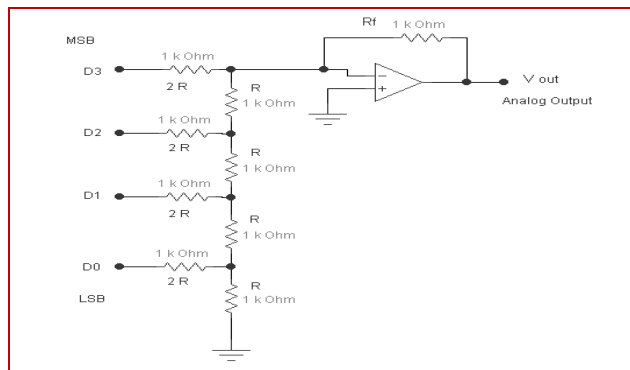 Rf
1 k Ohm
MSB
1 k Ohm
D3
2 R
R
1 k Ohm
V out
Analog Output
1 k Ohm
D2
2 R
R
1 k Ohm
1 k Ohm
D1
2 R
R
1 k Ohm
1 k Ohm
D0
2 R
R
1 k Ohm
LSB